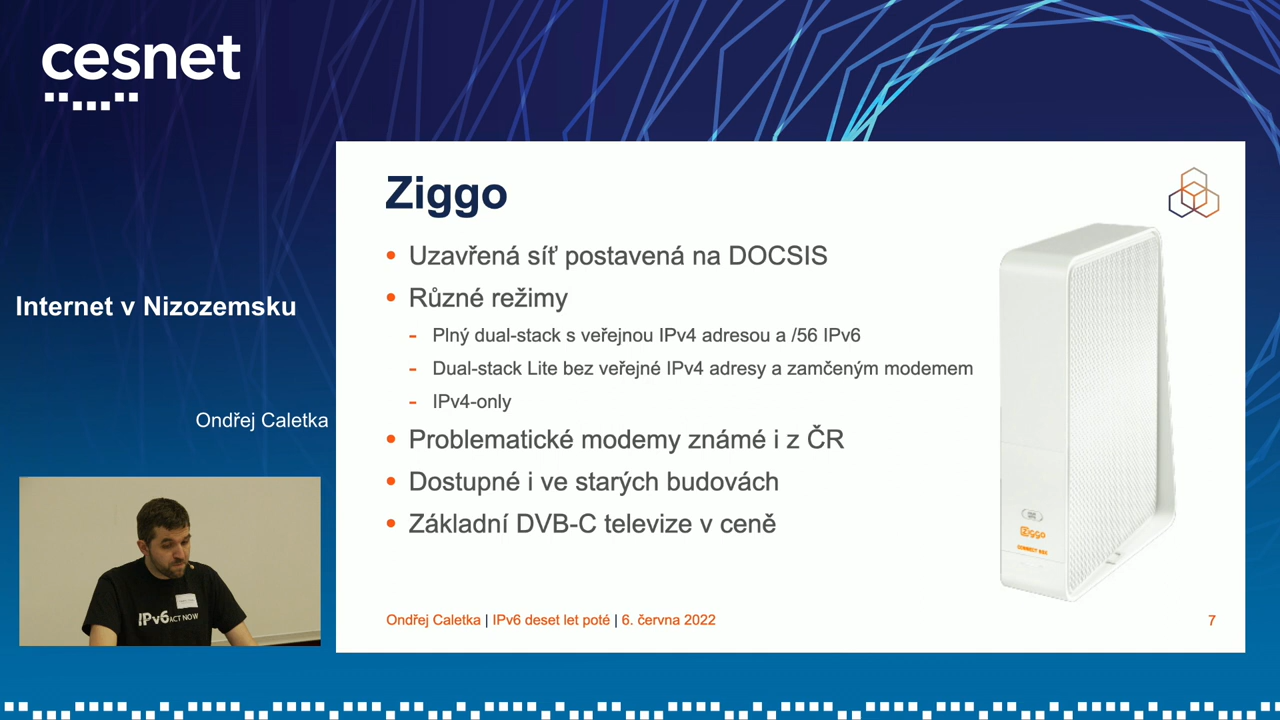 cesnet
Internet v Nizozemsku
Ondřej Caletka
Ziggo
• Uzavřená síť postavená na DOCSIS
• Různé režimy
- Plný dual-stack s veřejnou IPv4 adresou a /56 IPv6
- Dual-stack Lite bez veřejné IPv4 adresy a zamčeným modemem
- IPv4-only
• Problematické modemy známé i z ČR
• Dostupné i ve starých budovách
• Základní DVB-C televize v ceně
Ondřej Caletka | IPv6 deset let poté | 6. června 2022
7
Ziggo
CONNECT BOX
IPv6 ACT NOW